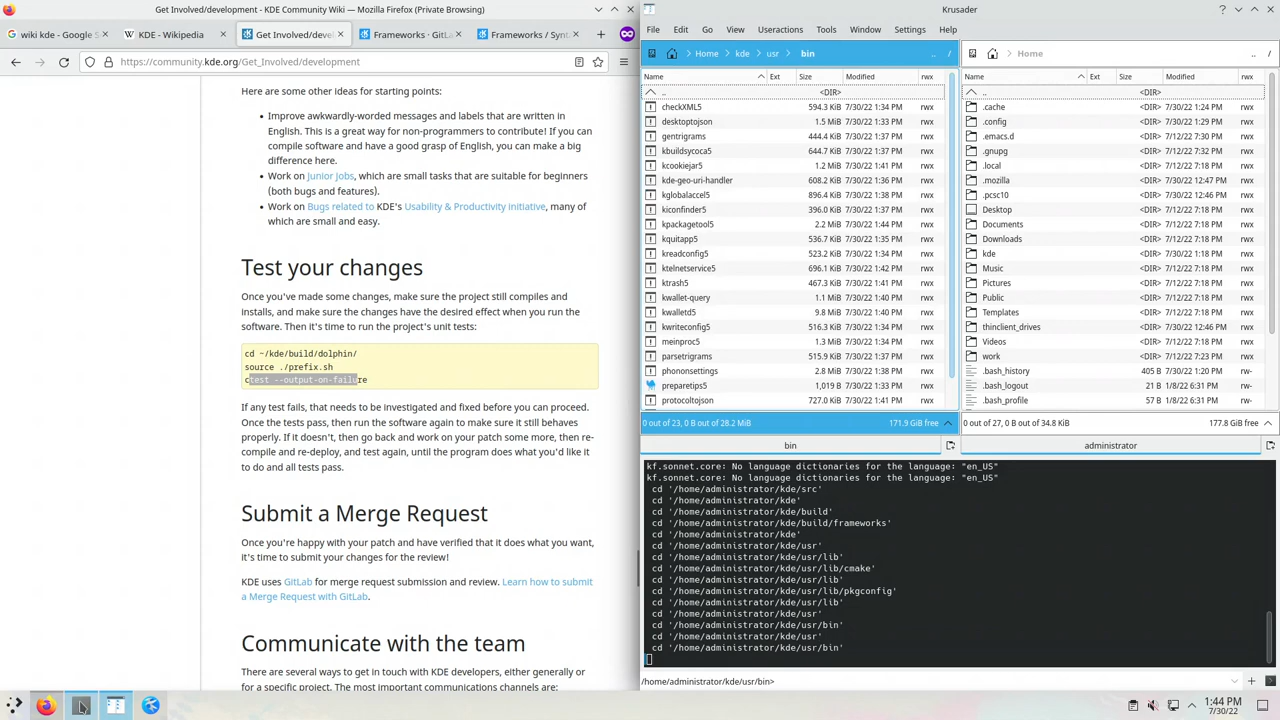 Get Involved/development - KDE Community Wiki — Mozilla Firefox (Private Browsing)
wiki kde - Google S
KDE - Wikipedia
Get Involved/deve
Frameworks · GitLa
Frameworks / Synt
https://community.kde.org/Get_Involved/development
Here are some other ideas for starting points:
Improve awkwardly-worded messages and labels that are written in
English. This is a great way for non-programmers to contribute! If you can
compile software and have a good grasp of English, you can make a big
difference here.
Work on Junior Jobs, which are small tasks that are suitable for beginners
(both bugs and features).
Work on Bugs related to KDE's Usability & Productivity initiative, many of
which are small and easy.
Test your changes
Once you've made some changes, make sure the project still compiles and
installs, and make sure the changes have the desired effect when you run the
software. Then it's time to run the project's unit tests:
cd ~/kde/build/dolphin/
source ./prefix.sh
ctest --output-on-failure
If any test fails, that needs to be investigated and fixed before you can proceed.
Once the tests pass, then run the software again to make sure it still behaves
properly. If it doesn't, then go back and work on your patch some more, then re-
compile and re-deploy, and test again, until the program does what you'd like it
to do and all tests pass.
Submit a Merge Request
Once you're happy with your patch and have verified that it does what you want,
it's time to submit your changes for the review!
KDE uses GitLab for merge request submission and review. Learn how to submit
a Merge Request with GitLab.
Communicate with the team
There are several ways to get in touch with KDE developers, either generally or
for a specific project. The most important communications channels are:
Krusader
File Edit Go View Useractions Tools Window Settings Help
Home kde usr bin .. /
Name Ext Size Modified rwx
.. <DIR>
checkXML5 594.3 KiB 7/30/22 1:34 PM rwx
desktoptojson 1.5 MiB 7/30/22 1:33 PM rwx
gentrigrams 444.4 KiB 7/30/22 1:37 PM rwx
kbuildsycoca5 644.7 KiB 7/30/22 1:37 PM rwx
kcookiejar5 1.2 MiB 7/30/22 1:41 PM rwx
kde-geo-uri-handler 608.2 KiB 7/30/22 1:36 PM rwx
kglobalaccel5 896.4 KiB 7/30/22 1:38 PM rwx
kiconfinder5 396.0 KiB 7/30/22 1:37 PM rwx
kpackagetool5 2.2 MiB 7/30/22 1:44 PM rwx
kquitapp5 536.7 KiB 7/30/22 1:35 PM rwx
kreadconfig5 523.2 KiB 7/30/22 1:34 PM rwx
ktelnetservice5 696.1 KiB 7/30/22 1:42 PM rwx
ktrash5 467.3 KiB 7/30/22 1:41 PM rwx
kwallet-query 1.1 MiB 7/30/22 1:40 PM rwx
kwalletd5 9.8 MiB 7/30/22 1:40 PM rwx
kwriteconfig5 516.3 KiB 7/30/22 1:34 PM rwx
meinproc5 1.3 MiB 7/30/22 1:34 PM rwx
parsetrigrams 515.9 KiB 7/30/22 1:37 PM rwx
phononsettings 2.8 MiB 7/30/22 1:38 PM rwx
preparetips5 1,019 B 7/30/22 1:33 PM rwx
protocoltojson 727.0 KiB 7/30/22 1:41 PM rwx
0 out of 23, 0 B out of 28.2 MiB 171.9 GiB free
bin
Home .. /
Name Ext Size Modified rwx
.. <DIR>
.cache <DIR> 7/30/22 1:24 PM rwx
.config <DIR> 7/30/22 1:29 PM rwx
.emacs.d <DIR> 7/12/22 7:30 PM rwx
.gnupg <DIR> 7/12/22 7:32 PM rwx
.local <DIR> 7/12/22 7:18 PM rwx
.mozilla <DIR> 7/30/22 12:47 PM rwx
.pcsc10 <DIR> 7/30/22 12:46 PM rwx
Desktop <DIR> 7/12/22 7:18 PM rwx
Documents <DIR> 7/12/22 7:18 PM rwx
Downloads <DIR> 7/12/22 7:18 PM rwx
kde <DIR> 7/30/22 1:34 PM rwx
Music <DIR> 7/12/22 7:18 PM rwx
Pictures <DIR> 7/12/22 7:18 PM rwx
Public <DIR> 7/12/22 7:18 PM rwx
Templates <DIR> 7/12/22 7:18 PM rwx
thinclient_drives <DIR> 7/30/22 12:46 PM rwx
Videos <DIR> 7/12/22 7:18 PM rwx
work <DIR> 7/12/22 7:23 PM rwx
.bash_history 405 B 7/30/22 1:20 PM rw-
.bash_logout 21 B 1/8/22 6:31 PM rw-
.bash_profile 57 B 1/8/22 6:31 PM rw-
0 out of 27, 0 B out of 34.8 KiB 177.8 GiB free
administrator
kf.sonnet.core: No language dictionaries for the language: "en_US"
kf.sonnet.core: No language dictionaries for the language: "en_US"
cd '/home/administrator/kde/src'
cd '/home/administrator/kde'
cd '/home/administrator/kde/build'
cd '/home/administrator/kde/build/frameworks'
cd '/home/administrator/kde'
cd '/home/administrator/kde/usr'
cd '/home/administrator/kde/usr/lib'
cd '/home/administrator/kde/usr/lib/cmake'
cd '/home/administrator/kde/usr/lib'
cd '/home/administrator/kde/usr/lib/pkgconfig'
cd '/home/administrator/kde/usr/lib'
cd '/home/administrator/kde/usr'
cd '/home/administrator/kde/usr/bin'
cd '/home/administrator/kde/usr'
cd '/home/administrator/kde/usr/bin'
/home/administrator/kde/usr/bin>
1:44 PM
7/30/22